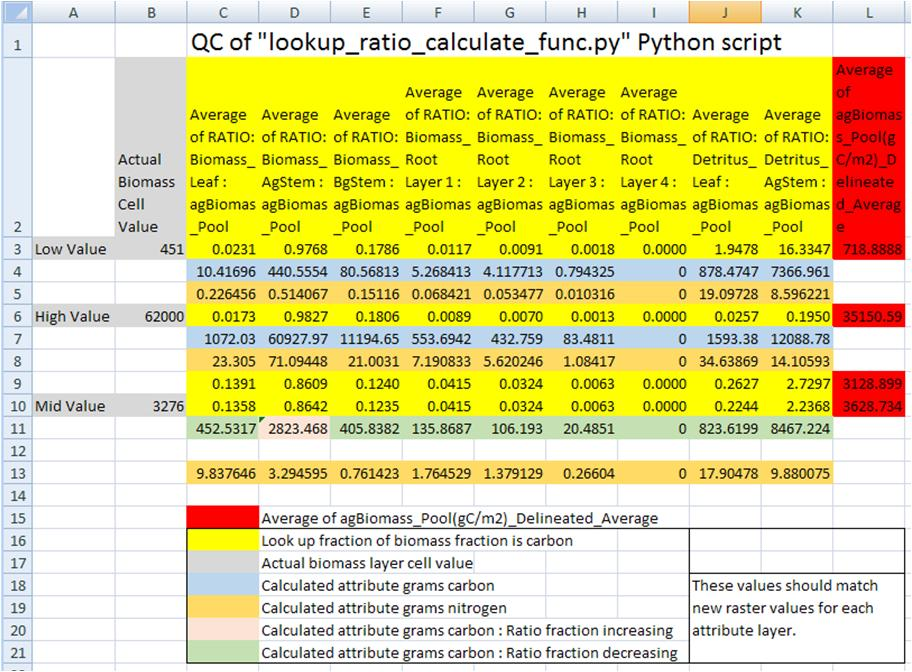 A B C D E F G H I J K L
1 QC of "lookup_ratio_calculate_func.py" Python script
2 Actual Biomass Cell Value
Average of RATIO: Biomass_Leaf : agBiomas_Pool
Average of RATIO: Biomass_AgStem : agBiomas_Pool
Average of RATIO: Biomass_BgStem : agBiomas_Pool
Average of RATIO: Biomass_Root Layer 1 : agBiomas_Pool
Average of RATIO: Biomass_Root Layer 2 : agBiomas_Pool
Average of RATIO: Biomass_Root Layer 3 : agBiomas_Pool
Average of RATIO: Biomass_Root Layer 4 : agBiomas_Pool
Average of RATIO: Detritus_Leaf : agBiomas_Pool
Average of RATIO: Detritus_AgStem : agBiomas_Pool
Average of agBiomass_Pool(gC/m2)_Delineated_Average
3 Low Value 451 0.0231 0.9768 0.1786 0.0117 0.0091 0.0018 0.0000 1.9478 16.3347 718.8888
4 10.41696 440.5554 80.56813 5.268413 4.117713 0.794325 0 878.4747 7366.961
5 0.226456 0.514067 0.15116 0.068421 0.053477 0.010316 0 19.09728 8.596221
6 High Value 62000 0.0173 0.9827 0.1806 0.0089 0.0070 0.0013 0.0000 0.0257 0.1950 35150.59
7 1072.03 60927.97 11194.65 553.6942 432.759 83.4811 0 1593.38 12088.78
8 23.305 71.09448 21.0031 7.190833 5.620246 1.08417 0 34.63869 14.10593
9 0.1391 0.8609 0.1240 0.0415 0.0324 0.0063 0.0000 0.2627 2.7297 3128.899
10 Mid Value 3276 0.1358 0.8642 0.1235 0.0415 0.0324 0.0063 0.0000 0.2244 2.2368 3628.734
11 452.5317 2823.468 405.8382 135.8687 106.193 20.4851 0 823.6199 8467.224
12
13 9.837646 3.294595 0.761423 1.764529 1.379129 0.26604 0 17.90478 9.880075
14
15 Average of agBiomass_Pool(gC/m2)_Delineated_Average
16 Look up fraction of biomass fraction is carbon
17 Actual biomass layer cell value
18 Calculated attribute grams carbon These values should match
19 Calculated attribute grams nitrogen new raster values for each
20 Calculated attribute grams carbon : Ratio fraction increasing attribute layer.
21 Calculated attribute grams carbon : Ratio fraction decreasing